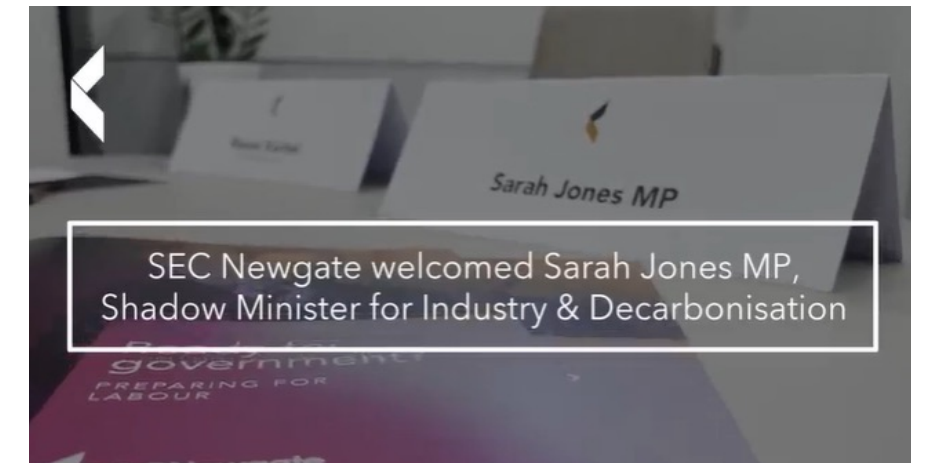 Sarah Jones MP
SEC Newgate welcomed Sarah Jones MP,
Shadow Minister for Industry & Decarbonisation
government?
PREPARING FOR
LABOUR